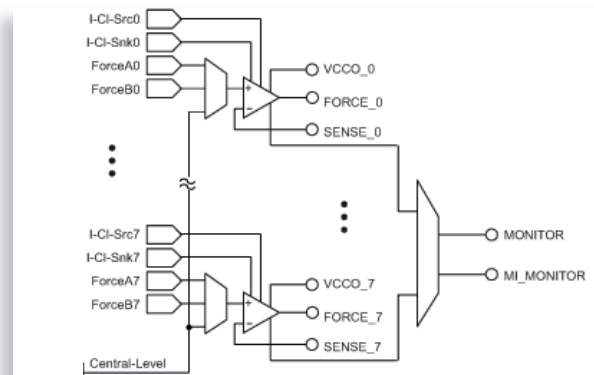 I-Cl-Src0
I-Cl-Snk0
ForceA0
ForceB0
VCCO_0
FORCE_0
SENSE_0
MONITOR
MI_MONITOR
I-Cl-Src7
I-Cl-Snk7
ForceA7
ForceB7
VCCO_7
FORCE_7
SENSE_7
Central-Level